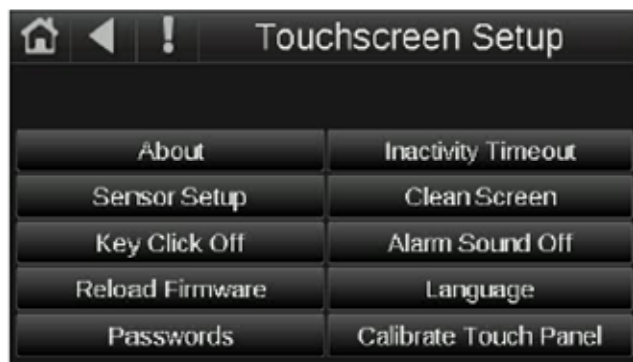 Touchscreen Setup
About
Inactivity Timeout
Sensor Setup
Clean Screen
Key Click Off
Alarm Sound Off
Reload Firmware
Language
Passwords
Calibrate Touch Panel